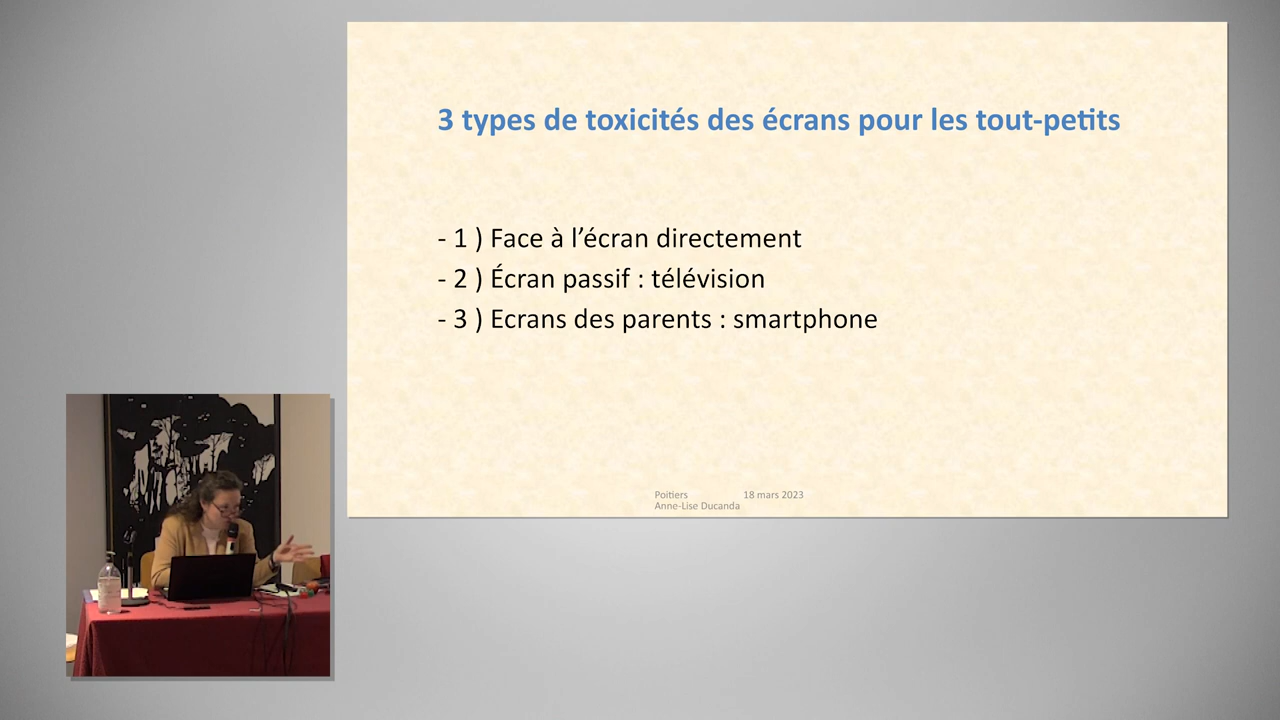 3 types de toxicités des écrans pour les tout-petits
- 1 ) Face à l’écran directement
- 2 ) Écran passif : télévision
- 3 ) Ecrans des parents : smartphone
Poitiers 18 mars 2023
Anne-Lise Ducanda